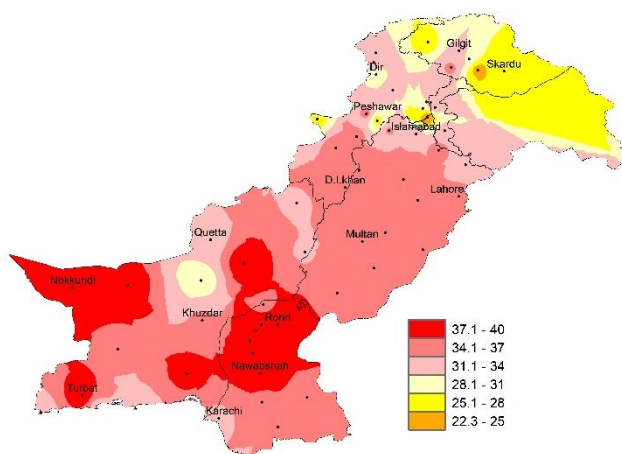 Gilgit
Skardu
Dir
Peshawar
Islamabad
D.I.khan
Lahore
Quetta
Multan
Nokkundi
Khuzdar
Rohri
Nawabshah
Turbat
Karachi
37.1 - 40
34.1 - 37
31.1 - 34
28.1 - 31
25.1 - 28
22.3 - 25